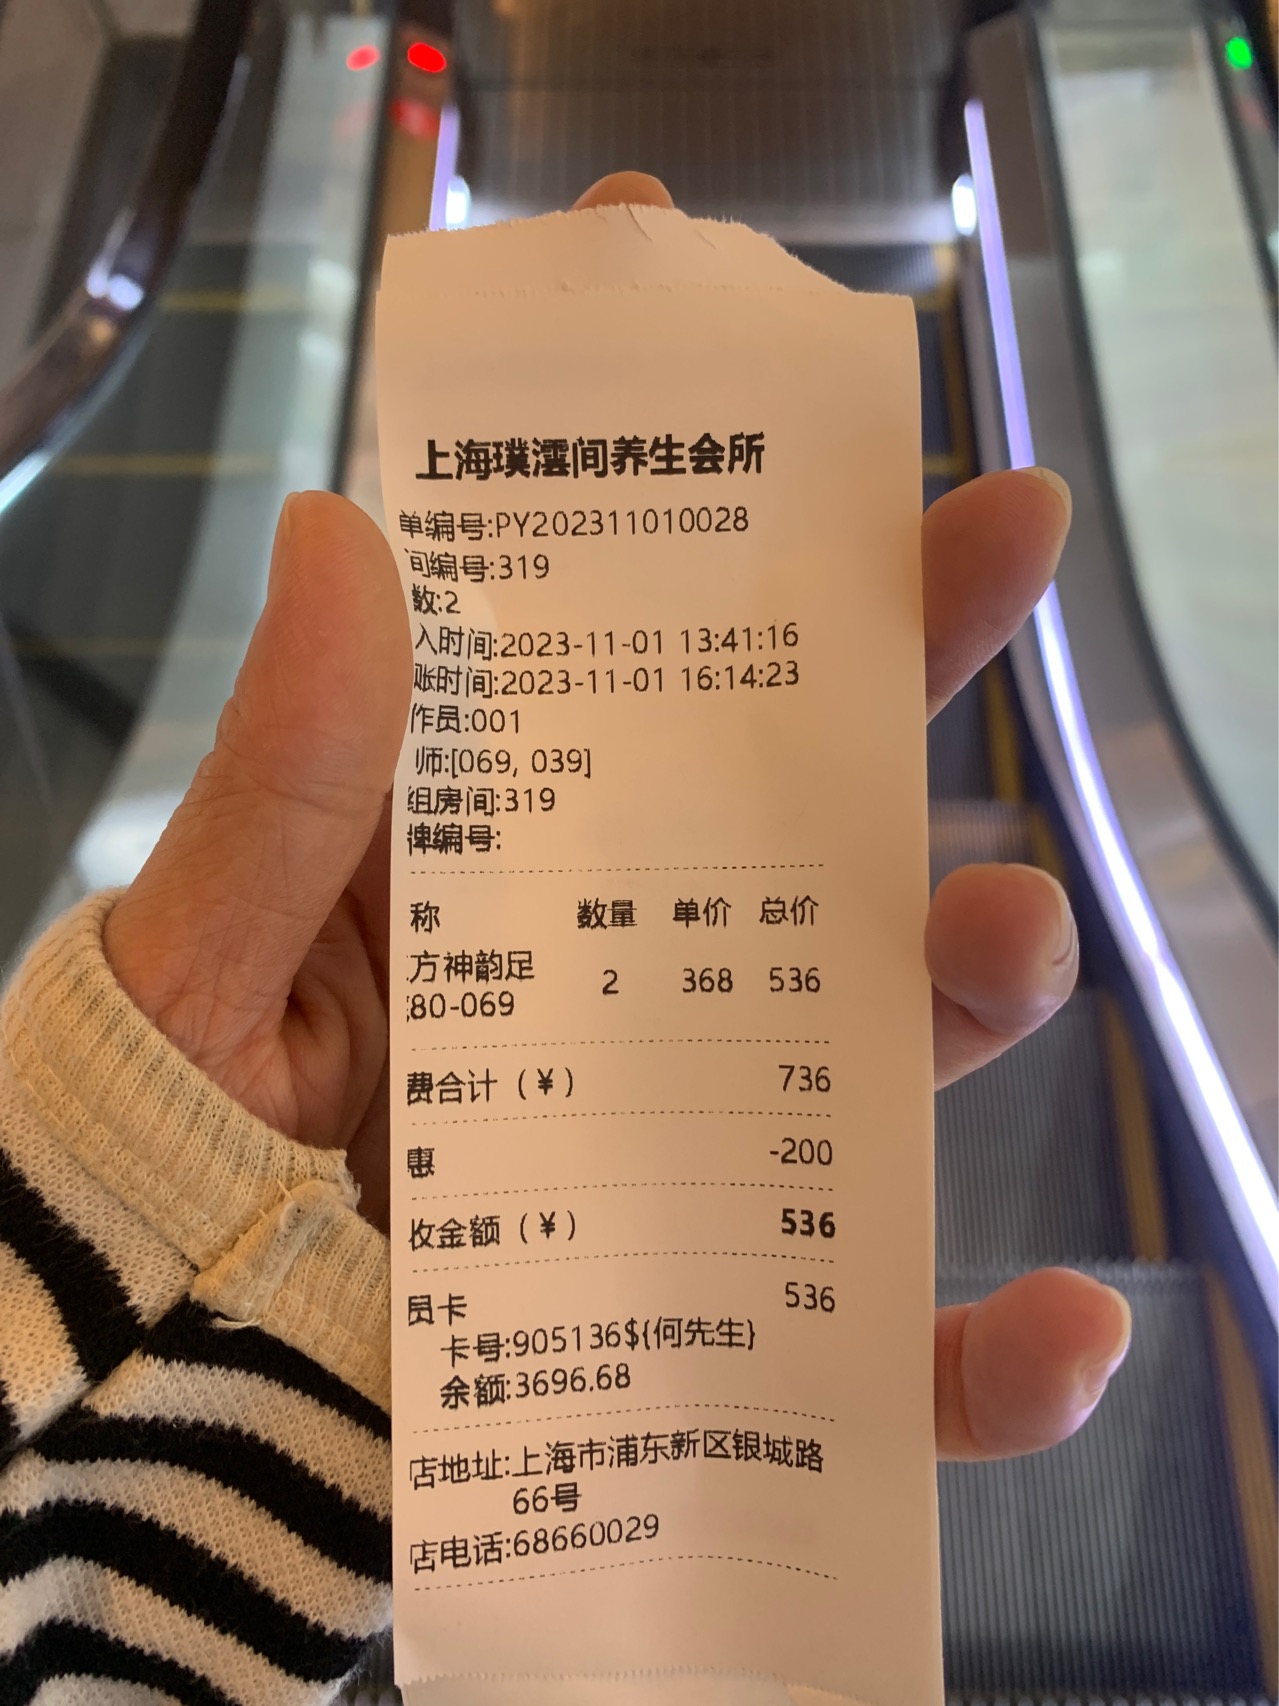 上海璞澐间养生会所
单编号:PY202311010028
间编号:319
数:2
入时间:2023-11-01 13:41:16
账时间:2023-11-01 16:14:23
作员:001
师:[069, 039]
组房间:319
牌编号:
称 数量 单价 总价
方神韵足 2 368 536
80-069
费合计（¥） 736
惠 -200
收金额（¥） 536
员卡 536
卡号:905136${何先生}
余额:3696.68
店地址:上海市浦东新区银城路
66号
店电话:68660029